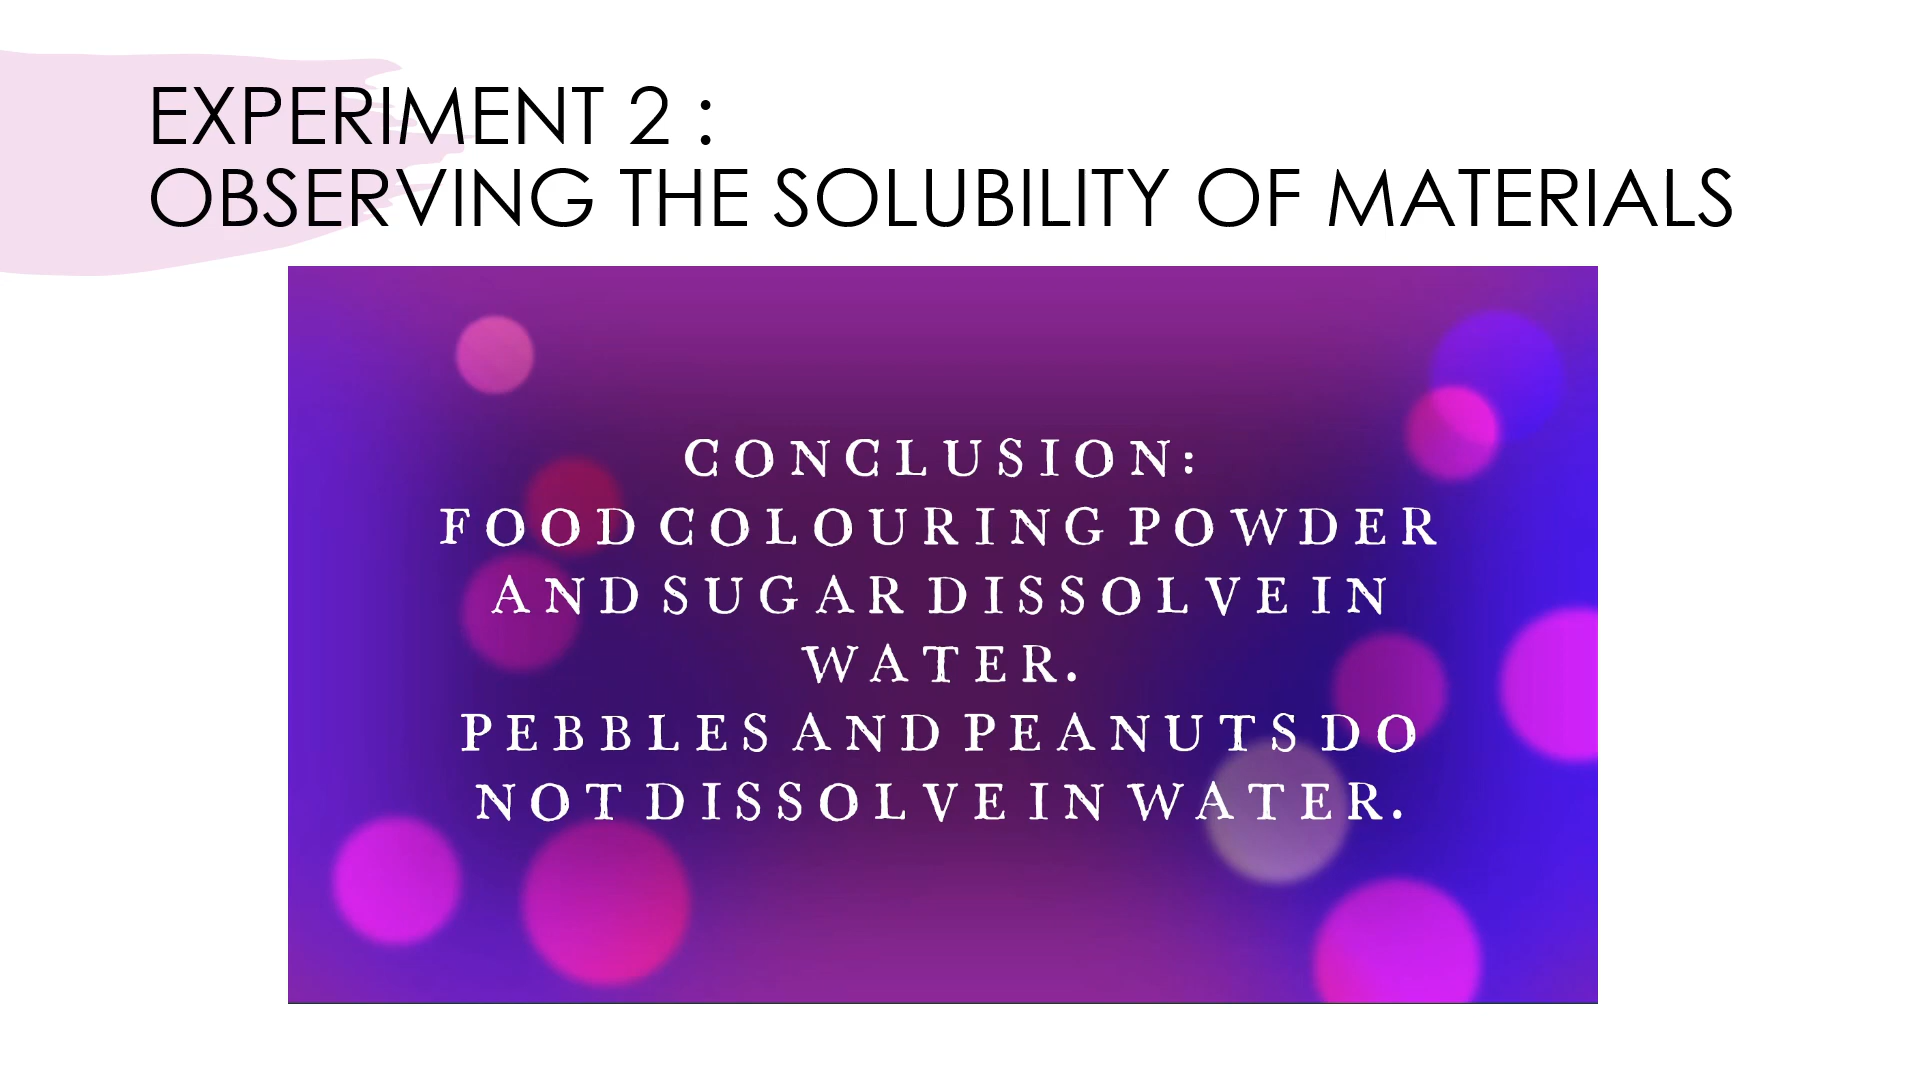 EXPERIMENT 2 :
OBSERVING THE SOLUBILITY OF MATERIALS
CONCLUSION:
FOOD COLOURING POWDER
AND SUGAR DISSOLVE IN
WATER.
PEBBLES AND PEANUTS DO
NOT DISSOLVE IN WATER.